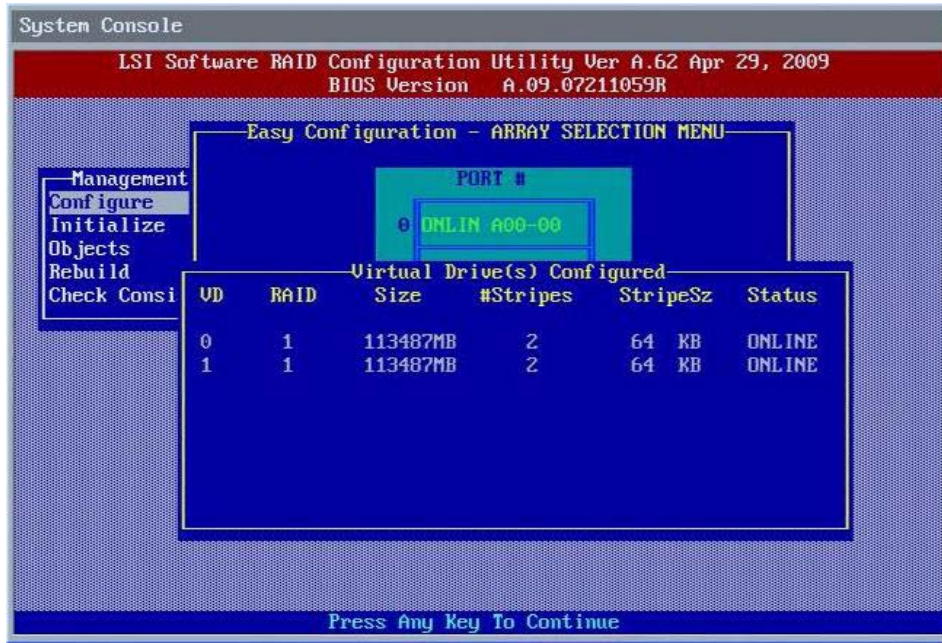 System Console
LSI Software RAID Configuration Utility Ver A.62 Apr 29, 2009
BIOS Version A.09.07211059R
Easy Configuration - ARRAY SELECTION MENU
Management
Configure
Initialize
Objects
Rebuild
Check Consi
PORT #
0 ONLIN A00-00
Virtual Drive(s) Configured
VD RAID Size #Stripes StripeSz Status
0 1 113487MB 2 64 KB ONLINE
1 1 113487MB 2 64 KB ONLINE
Press Any Key To Continue